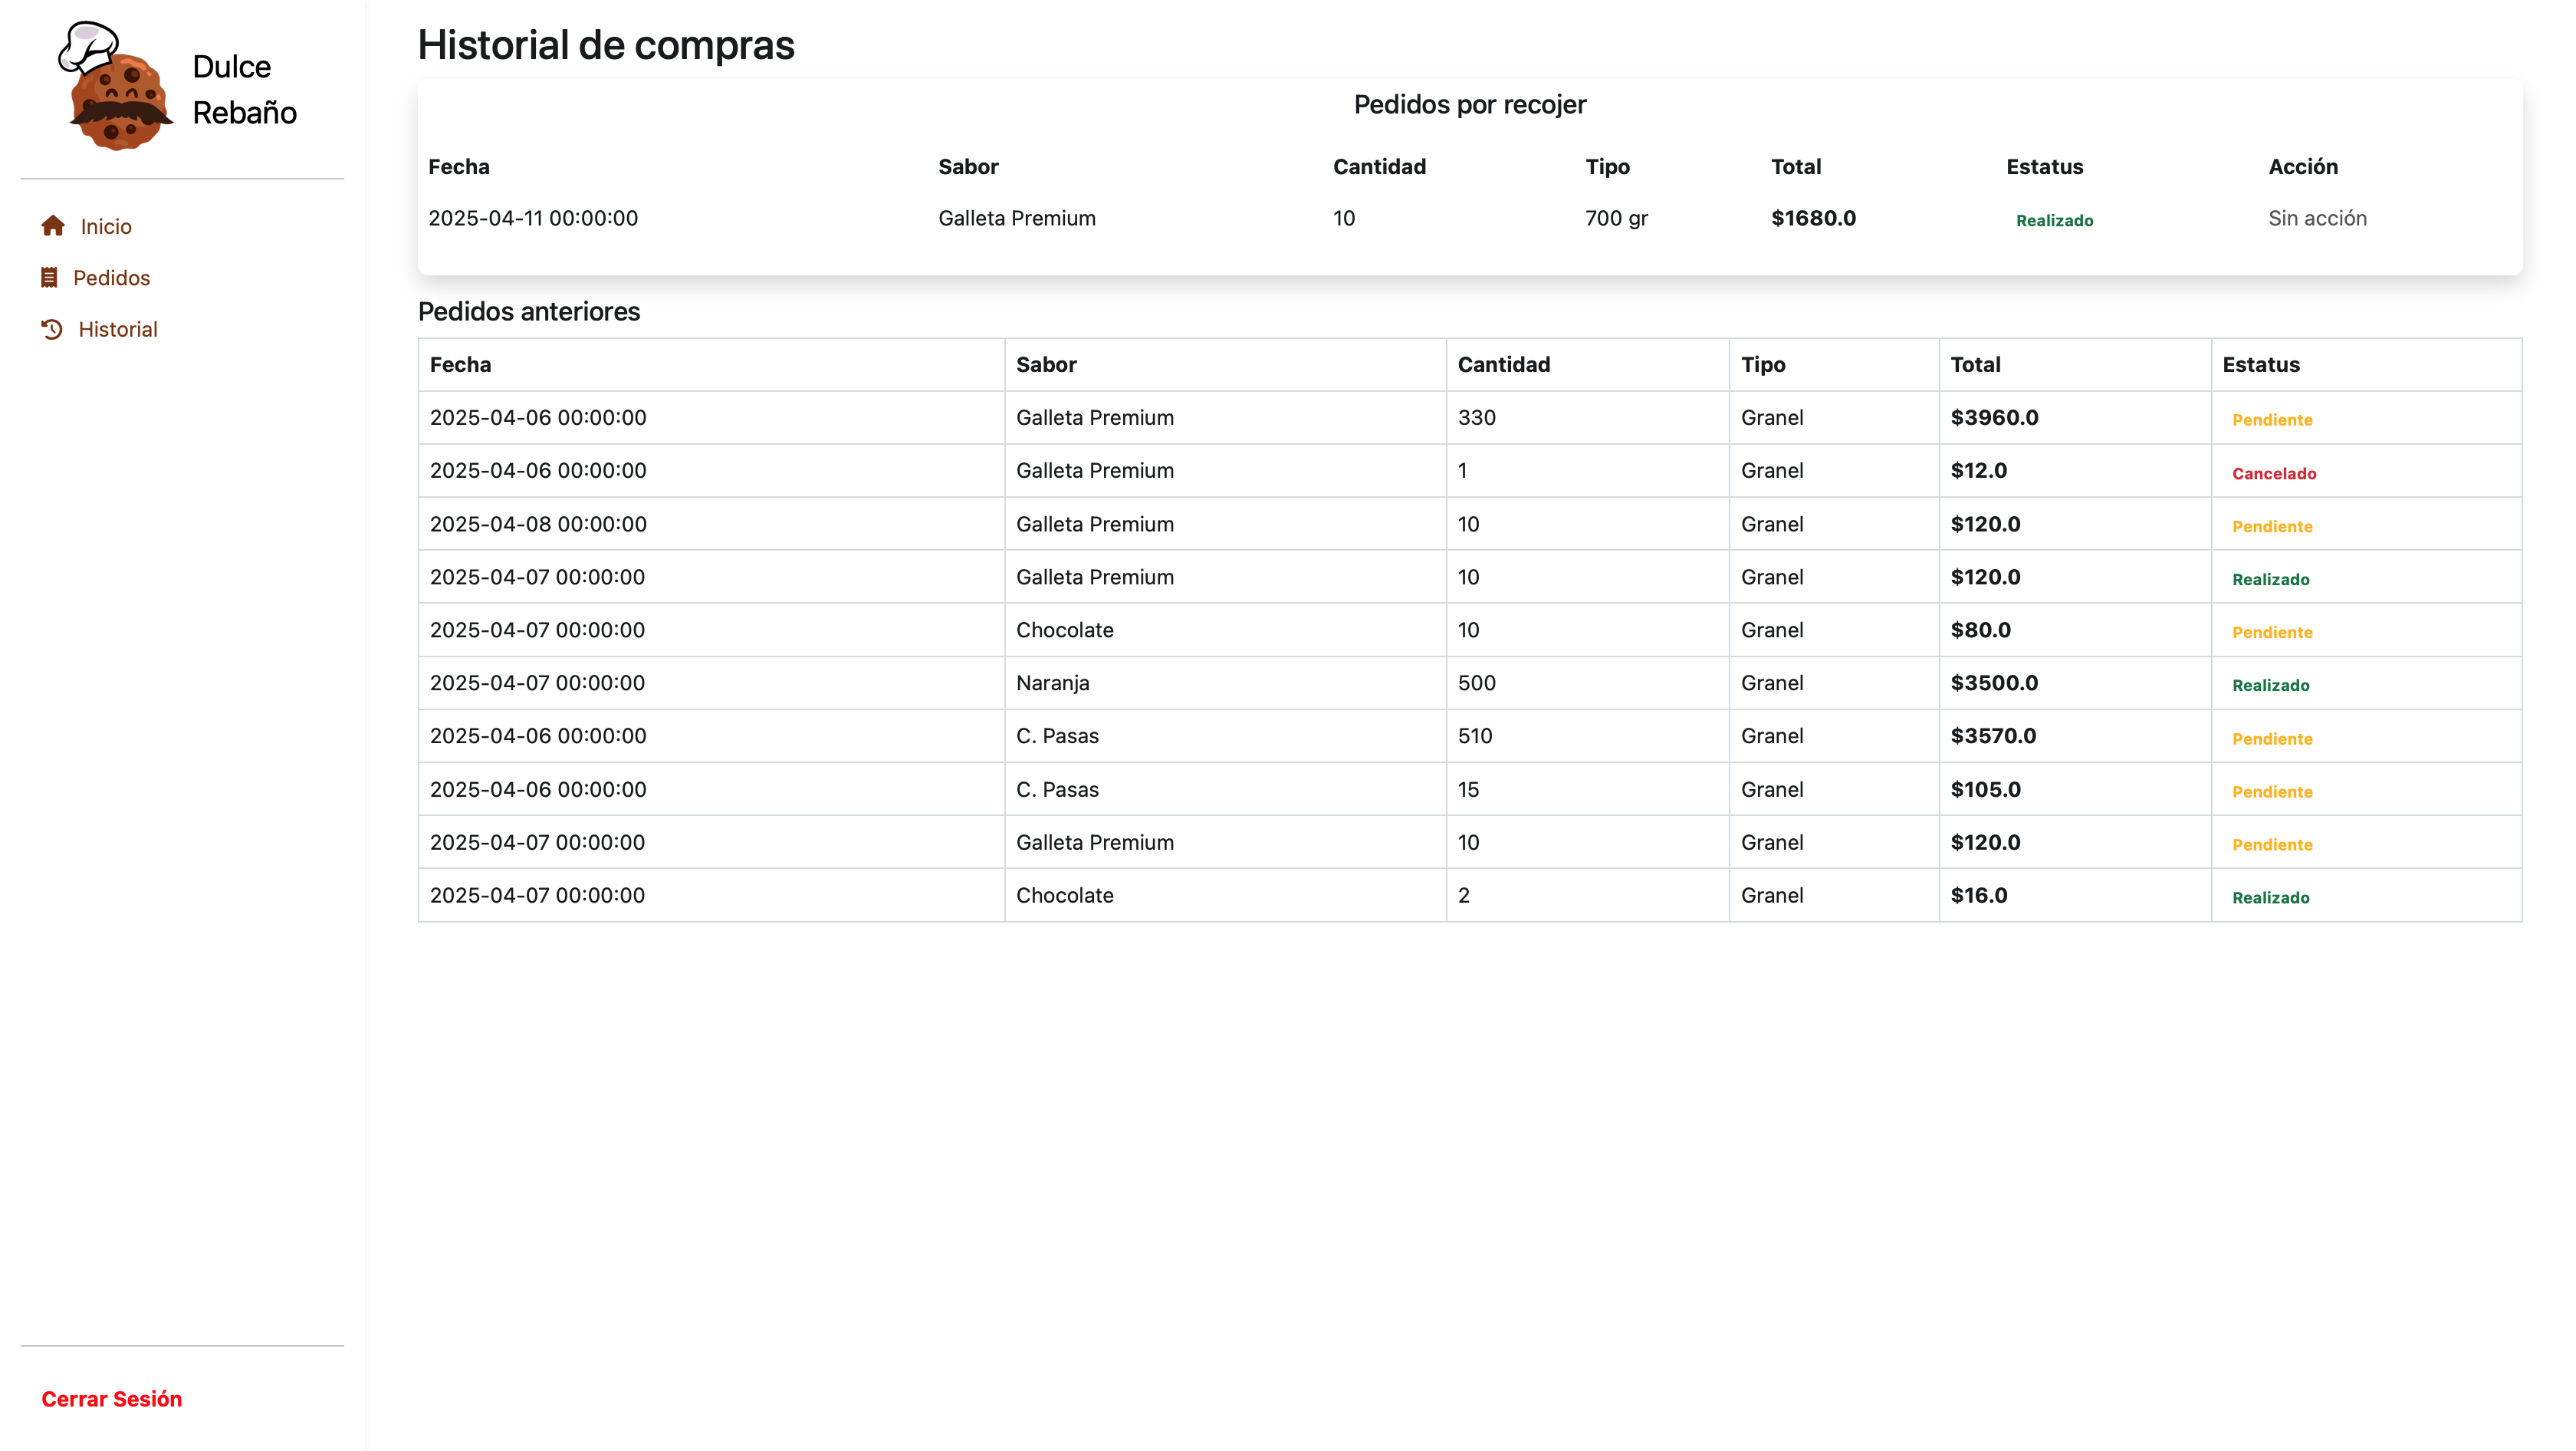 Dulce
Rebaño
Inicio
Pedidos
Historial
Cerrar Sesión
Historial de compras
Pedidos por recojer
Fecha Sabor Cantidad Tipo Total Estatus Acción
2025-04-11 00:00:00 Galleta Premium 10 700 gr $1680.0 Realizado Sin acción
Pedidos anteriores
Fecha Sabor Cantidad Tipo Total Estatus
2025-04-06 00:00:00 Galleta Premium 330 Granel $3960.0 Pendiente
2025-04-06 00:00:00 Galleta Premium 1 Granel $12.0 Cancelado
2025-04-08 00:00:00 Galleta Premium 10 Granel $120.0 Pendiente
2025-04-07 00:00:00 Galleta Premium 10 Granel $120.0 Realizado
2025-04-07 00:00:00 Chocolate 10 Granel $80.0 Pendiente
2025-04-07 00:00:00 Naranja 500 Granel $3500.0 Realizado
2025-04-06 00:00:00 C. Pasas 510 Granel $3570.0 Pendiente
2025-04-06 00:00:00 C. Pasas 15 Granel $105.0 Pendiente
2025-04-07 00:00:00 Galleta Premium 10 Granel $120.0 Pendiente
2025-04-07 00:00:00 Chocolate 2 Granel $16.0 Realizado